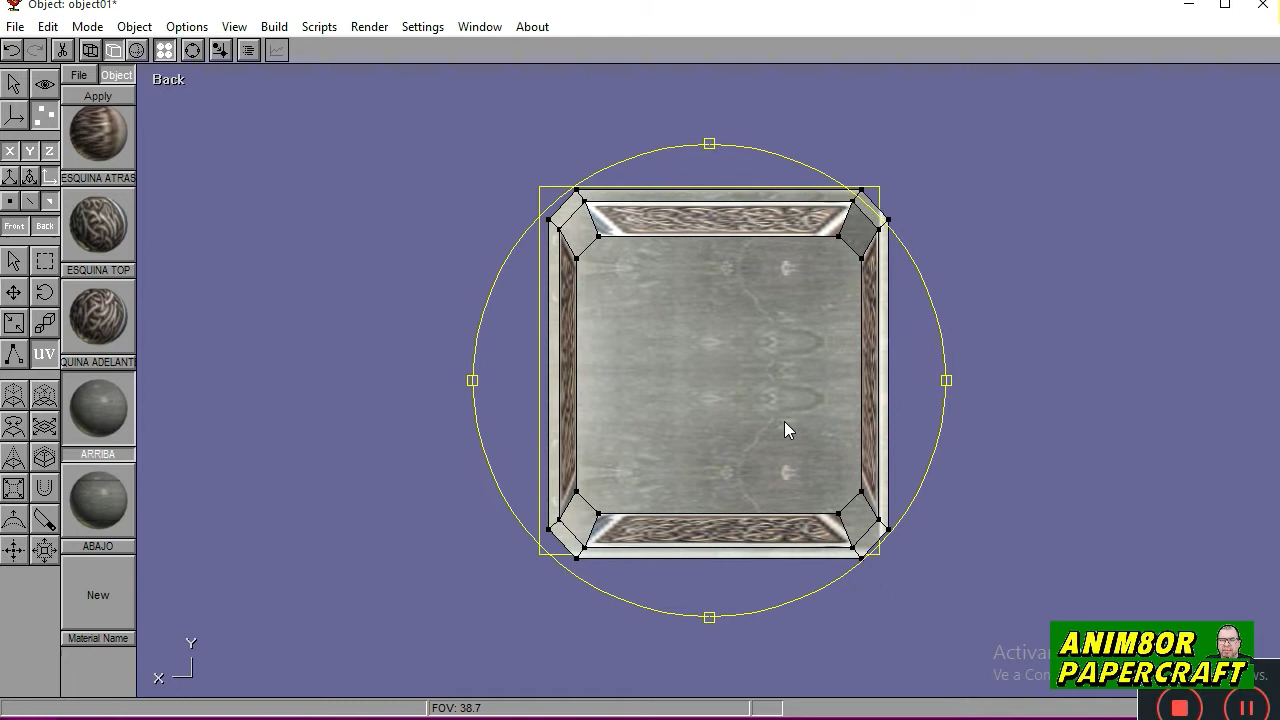 Object: object01*
File Edit Mode Object Options View Build Scripts Render Settings Window About
File Object
Apply
Back
X Y Z
ESQUINA ATRAS
Front Back
ESQUINA TOP
uv
QUINA ADELANT
ARRIBA
ABAJO
New
Material Name
Y
X
ANIM8OR
PAPERCRAFT
FOV: 38.7